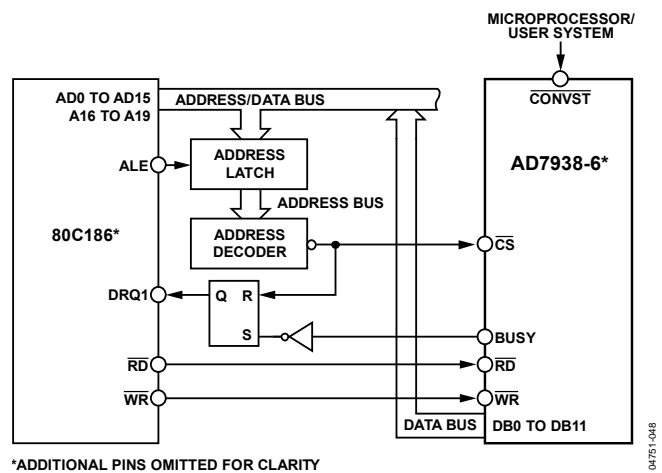 MICROPROCESSOR/
USER SYSTEM
AD0 TO AD15
A16 TO A19
ADDRESS/DATA BUS
CONVST
ALE
ADDRESS
LATCH
AD7938-6*
ADDRESS BUS
80C186*
ADDRESS
DECODER
CS
DRQ1
Q R
S
BUSY
RD
RD
WR
WR
DATA BUS
DB0 TO DB11
*ADDITIONAL PINS OMITTED FOR CLARITY
04751-048